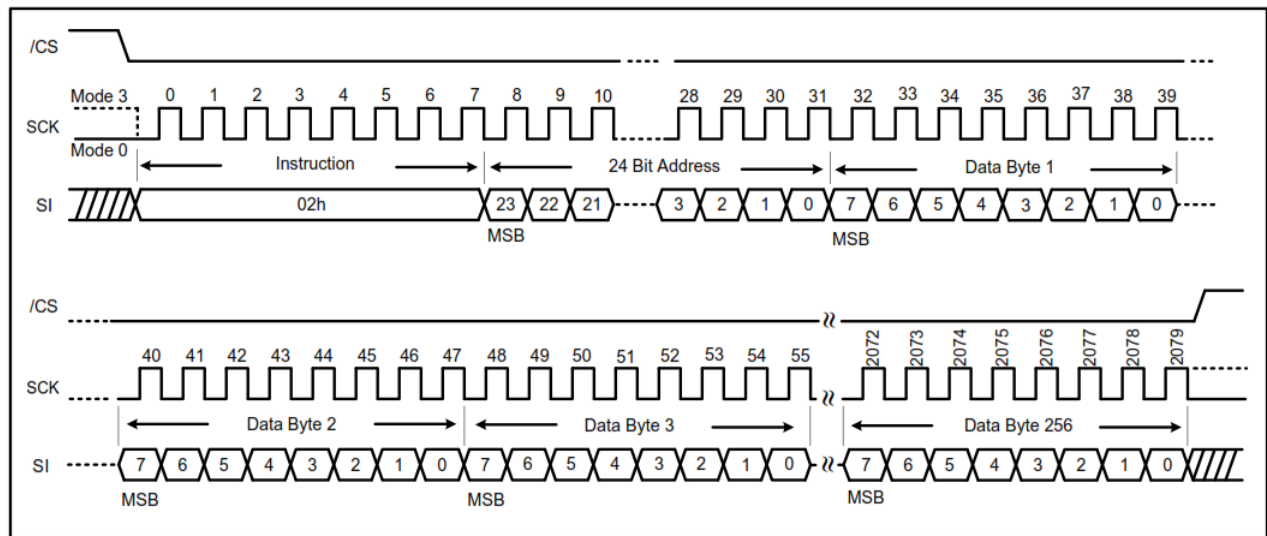 /CS
Mode 3 0 1 2 3 4 5 6 7 8 9 10 28 29 30 31 32 33 34 35 36 37 38 39
SCK
Mode 0
Instruction 24 Bit Address Data Byte 1
SI 02h 23 22 21 3 2 1 0 7 6 5 4 3 2 1 0
MSB MSB
/CS
40 41 42 43 44 45 46 47 48 49 50 51 52 53 54 55 2072 2073 2074 2075 2076 2077 2078 2079
SCK
Data Byte 2 Data Byte 3 Data Byte 256
SI 7 6 5 4 3 2 1 0 7 6 5 4 3 2 1 0 7 6 5 4 3 2 1 0
MSB MSB MSB